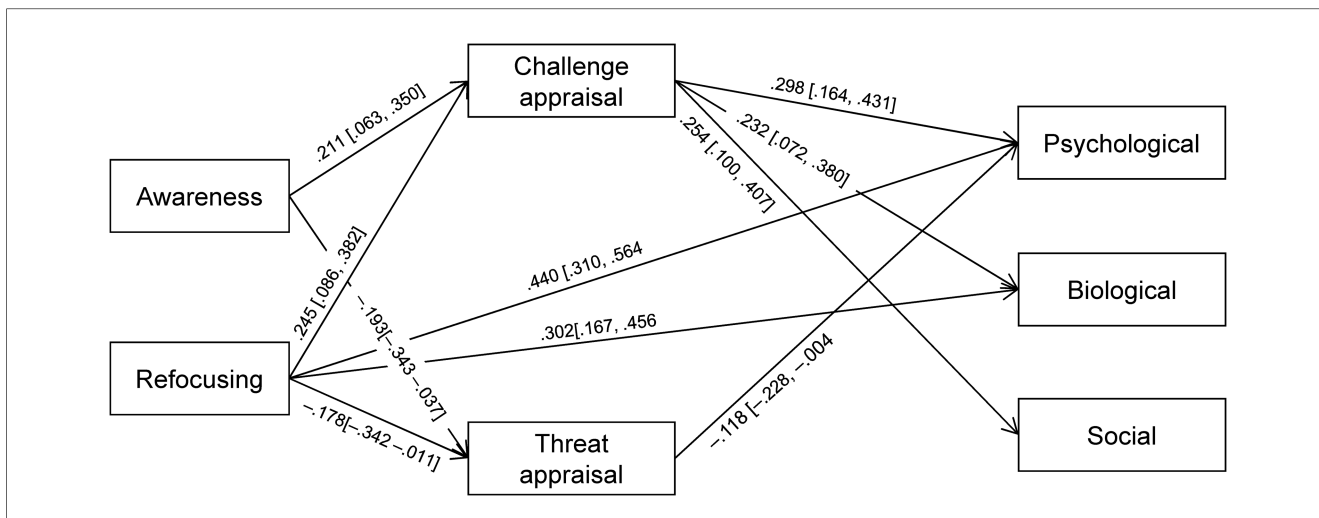 Challenge
appraisal
.298 [.164, .431]
.211 [.063, .350]
.232 [.072, .380]
.254 [.100, .407]
Psychological
Awareness
.245 [.086, .382]
.440 [.310, .564
Biological
–.193[–.343 –.037]
.302[.167, .456
Refocusing
–.178[–.342 –.011]
–.118 [–.228, –.004
Threat
appraisal
Social